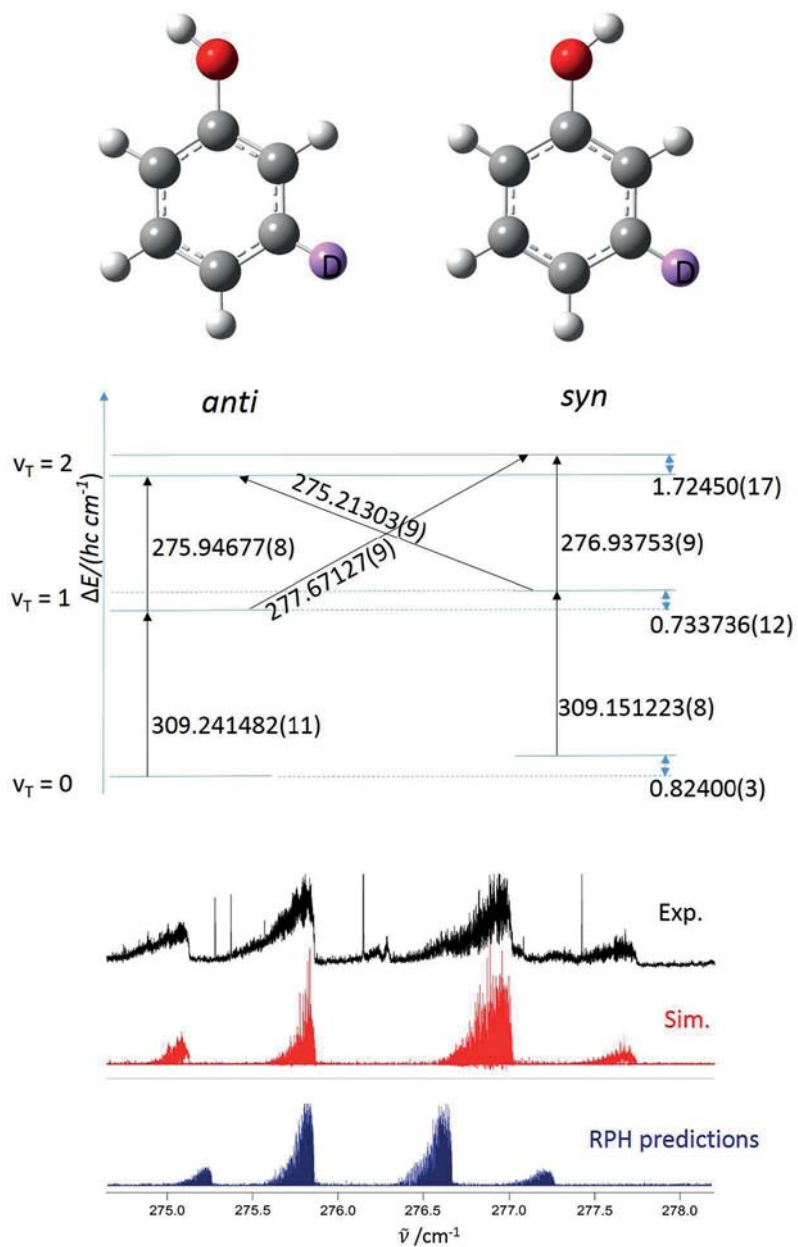 D
D
anti
syn
ΔE/(hc cm⁻¹)
v_T = 2
1.72450(17)
275.21303(9)
275.94677(8)
277.67127(9)
276.93753(9)
v_T = 1
0.733736(12)
309.241482(11)
309.151223(8)
v_T = 0
0.82400(3)
Exp.
Sim.
RPH predictions
275.0 275.5 276.0 276.5 277.0 277.5 278.0
ν̃ /cm⁻¹